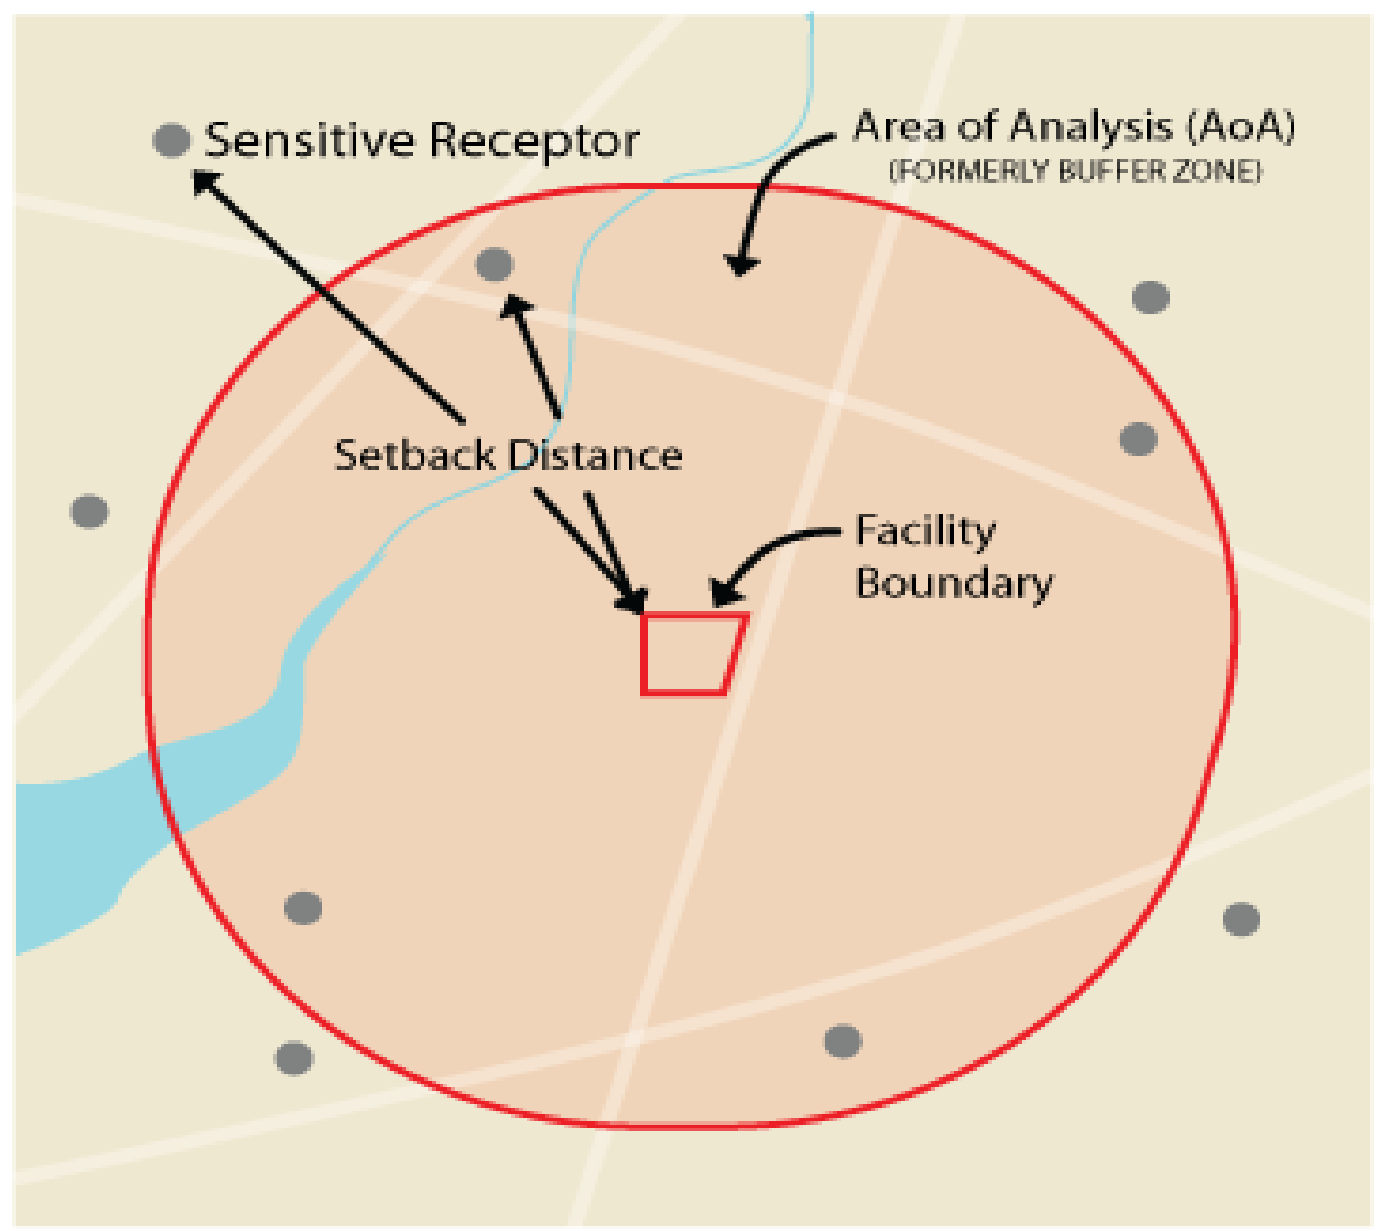 Sensitive Receptor
Area of Analysis (AoA)
(FORMERLY BUFFER ZONE)
Setback Distance
Facility
Boundary